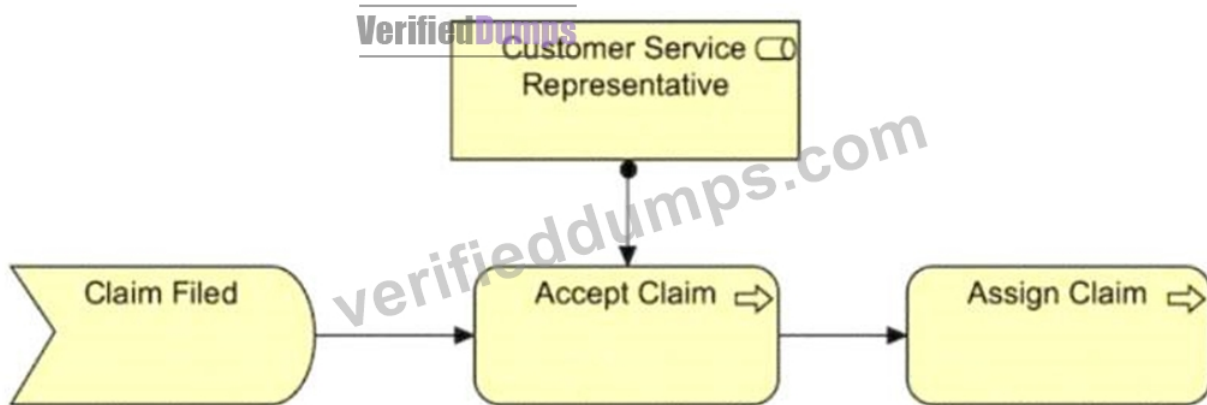 VerifiedDumps
Customer Service
Representative
verifieddumps.com
Claim Filed
Accept Claim
Assign Claim